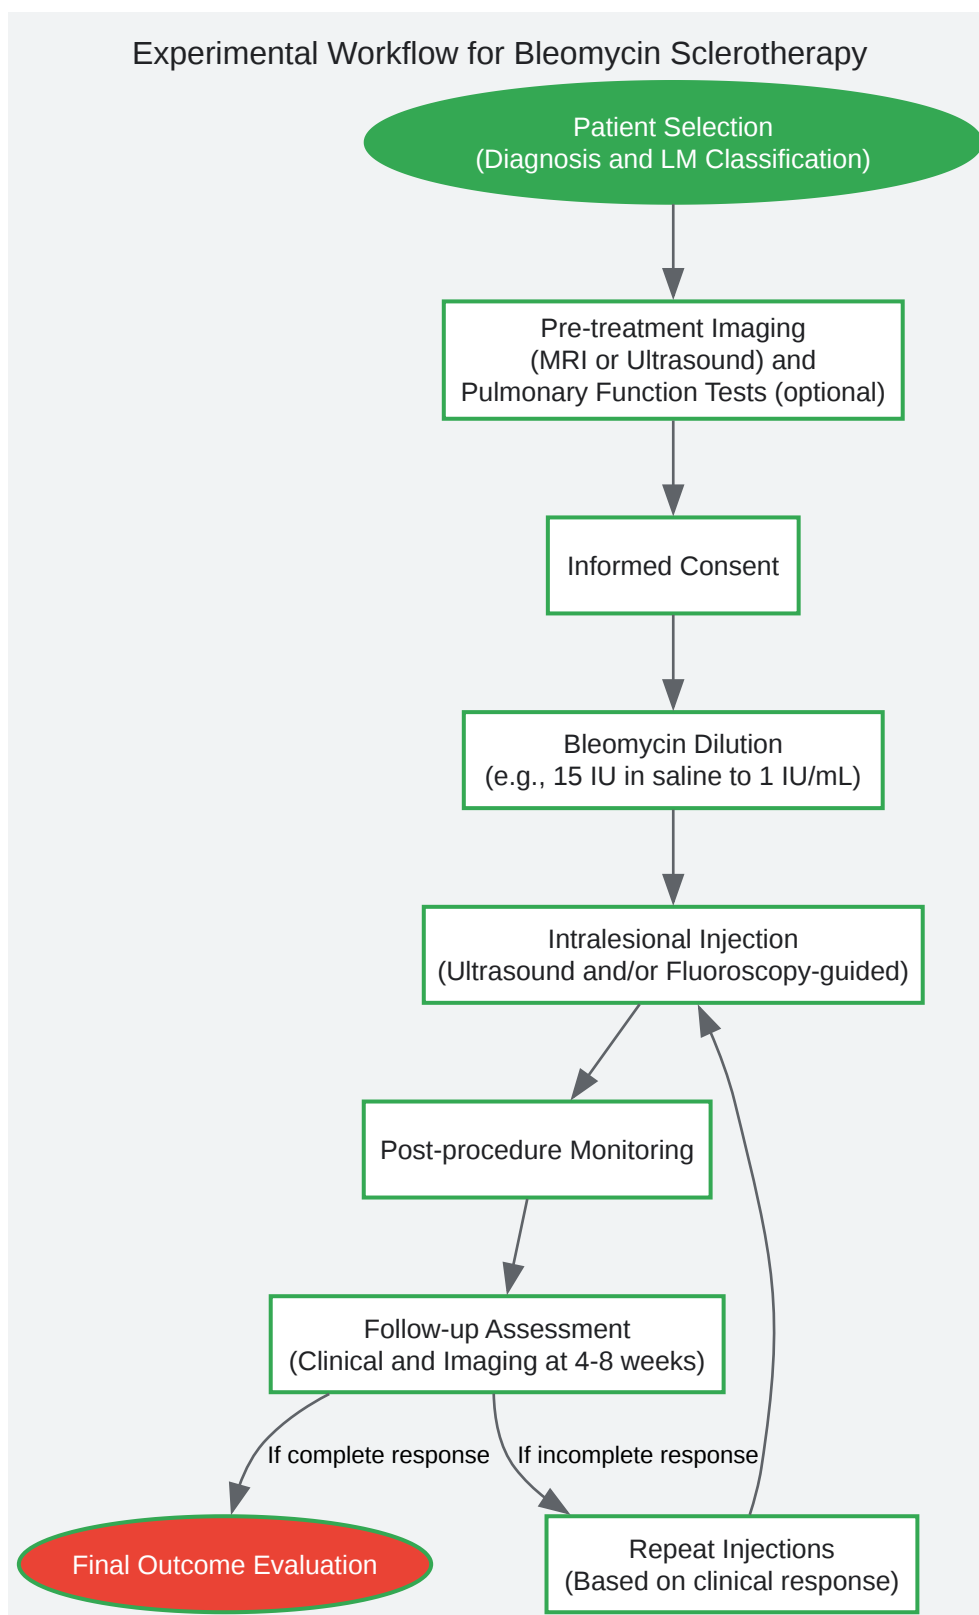 Experimental Workflow for Bleomycin Sclerotherapy
Patient Selection
(Diagnosis and LM Classification)
Pre-treatment Imaging
(MRI or Ultrasound) and
Pulmonary Function Tests (optional)
Informed Consent
Bleomycin Dilution
(e.g., 15 IU in saline to 1 IU/mL)
Intralesional Injection
(Ultrasound and/or Fluoroscopy-guided)
Post-procedure Monitoring
Follow-up Assessment
(Clinical and Imaging at 4-8 weeks)
If complete response
If incomplete response
Final Outcome Evaluation
Repeat Injections
(Based on clinical response)